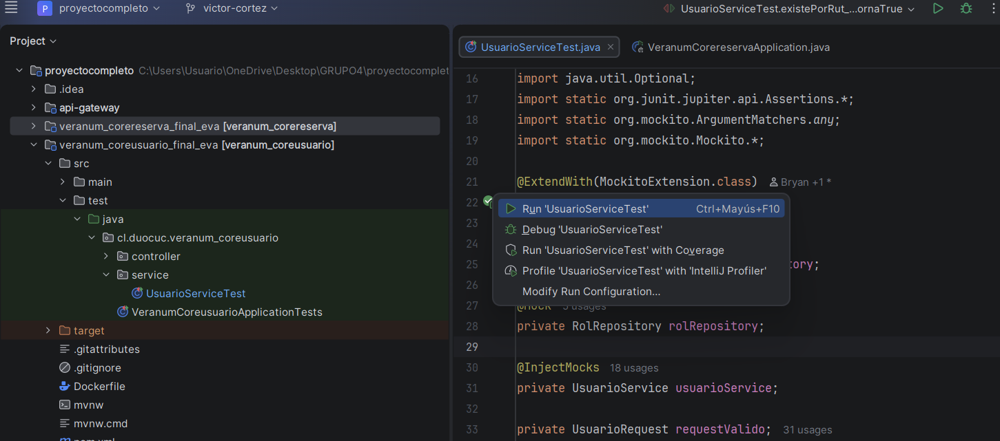 P proyectocompleto victor-cortez UsuarioServiceTest.existePorRut_...ornaTrue
Project
UsuarioServiceTest.java VeranumCorereservaApplication.java
proyectocompleto C:\Users\Usuario\OneDrive\Desktop\GRUPO4\proyectocomplet
.idea
api-gateway
veranum_corereserva_final_eva [veranum_corereserva]
veranum_coreusuario_final_eva [veranum_coreusuario]
src
main
test
java
cl.duocuc.veranum_coreusuario
controller
service
UsuarioServiceTest
VeranumCoreusuarioApplicationTests
target
.gitattributes
.gitignore
Dockerfile
mvnw
mvnw.cmd
16 import java.util.Optional;
17 import static org.junit.jupiter.api.Assertions.*;
18 import static org.mockito.ArgumentMatchers.any;
19 import static org.mockito.Mockito.*;
20
21 @ExtendWith(MockitoExtension.class) Bryan +1 *
22
23
24
25 tory;
26
27 @Mock 5 usages
28 private RolRepository rolRepository;
29
30 @InjectMocks 18 usages
31 private UsuarioService usuarioService;
32
33 private UsuarioRequest requestValido; 31 usages
Run 'UsuarioServiceTest' Ctrl+Mayús+F10
Debug 'UsuarioServiceTest'
Run 'UsuarioServiceTest' with Coverage
Profile 'UsuarioServiceTest' with 'IntelliJ Profiler'
Modify Run Configuration...